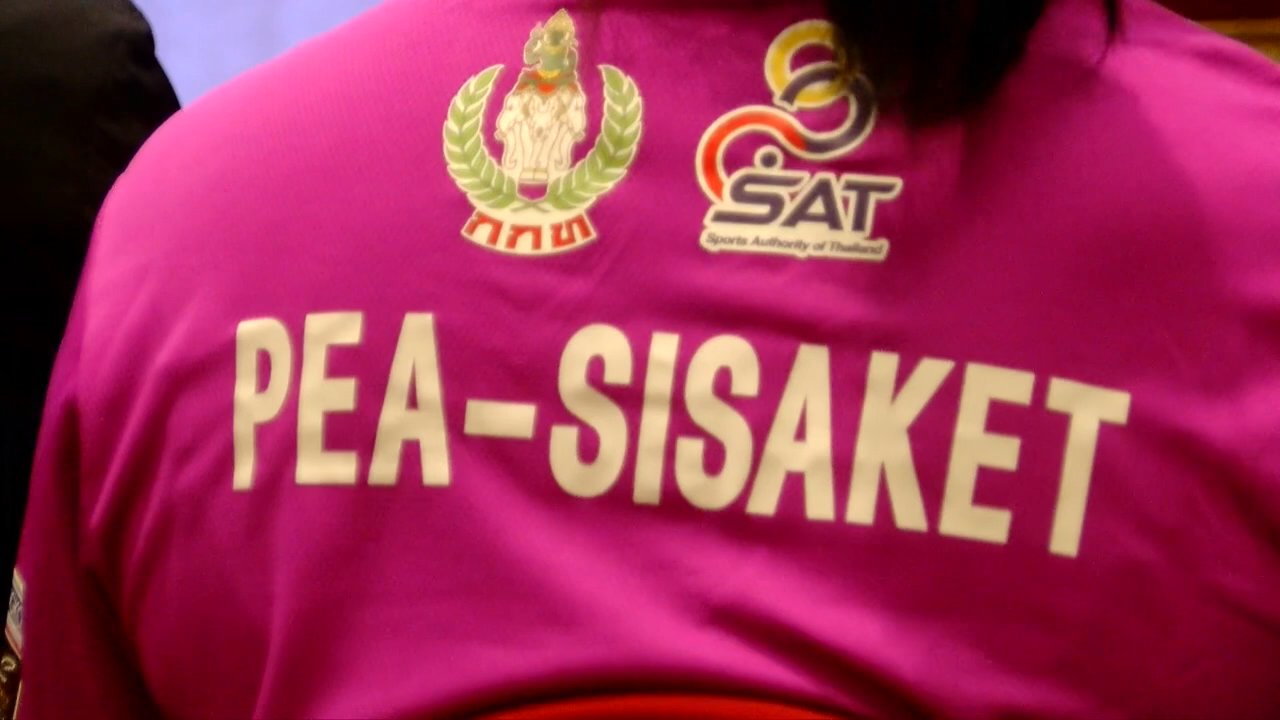 กกท
SAT
Sports Authority of Thailand
PEA-SISAKET